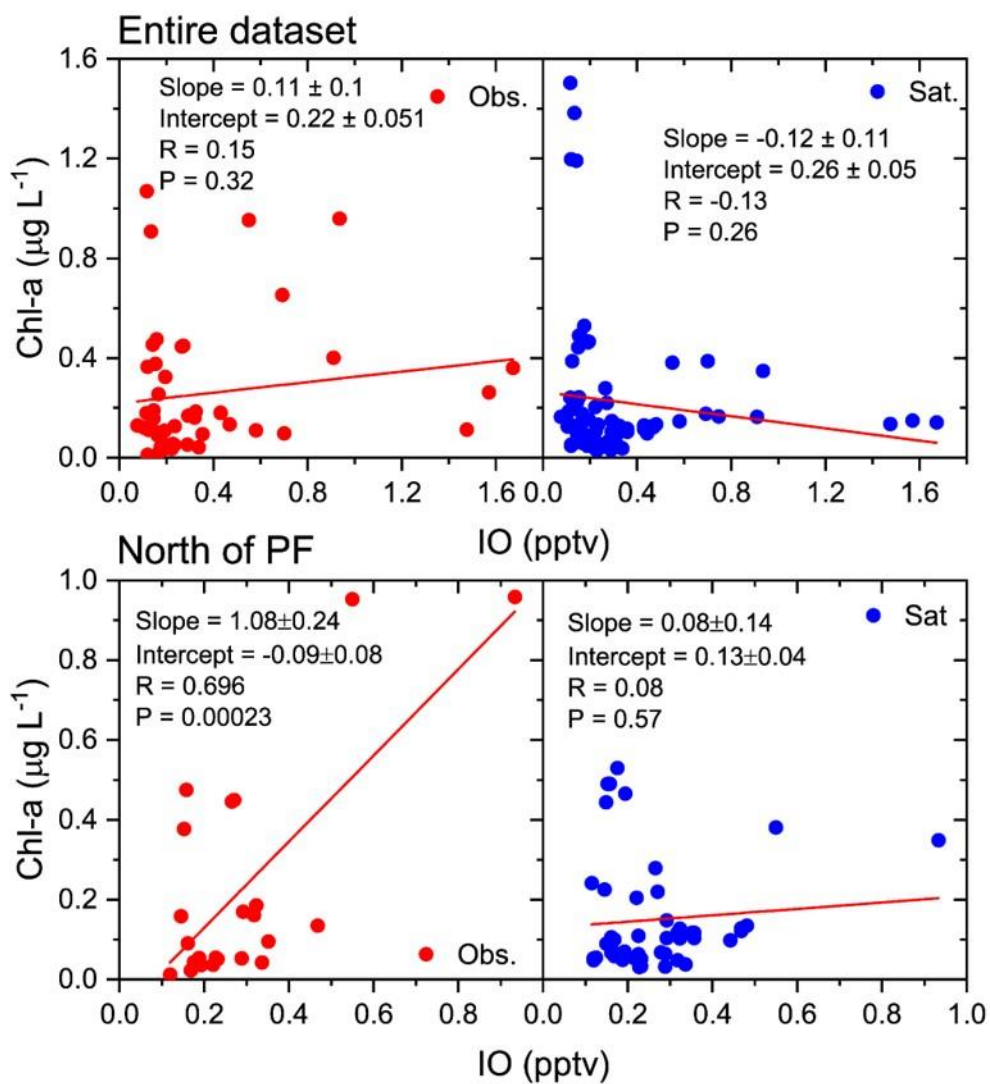 Entire dataset
Chl-a (μg L⁻¹)
1.6
1.2
0.8
0.4
0.0
Slope = 0.11 ± 0.1
Intercept = 0.22 ± 0.051
R = 0.15
P = 0.32
Obs.
Slope = -0.12 ± 0.11
Intercept = 0.26 ± 0.05
R = -0.13
P = 0.26
Sat.
0.0 0.4 0.8 1.2 1.6 0.0 0.4 0.8 1.2 1.6
IO (pptv)
North of PF
Chl-a (μg L⁻¹)
1.0
0.8
0.6
0.4
0.2
0.0
Slope = 1.08±0.24
Intercept = -0.09±0.08
R = 0.696
P = 0.00023
Obs.
Slope = 0.08±0.14
Intercept = 0.13±0.04
R = 0.08
P = 0.57
Sat
0.0 0.2 0.4 0.6 0.8 0.0 0.2 0.4 0.6 0.8 1.0
IO (pptv)